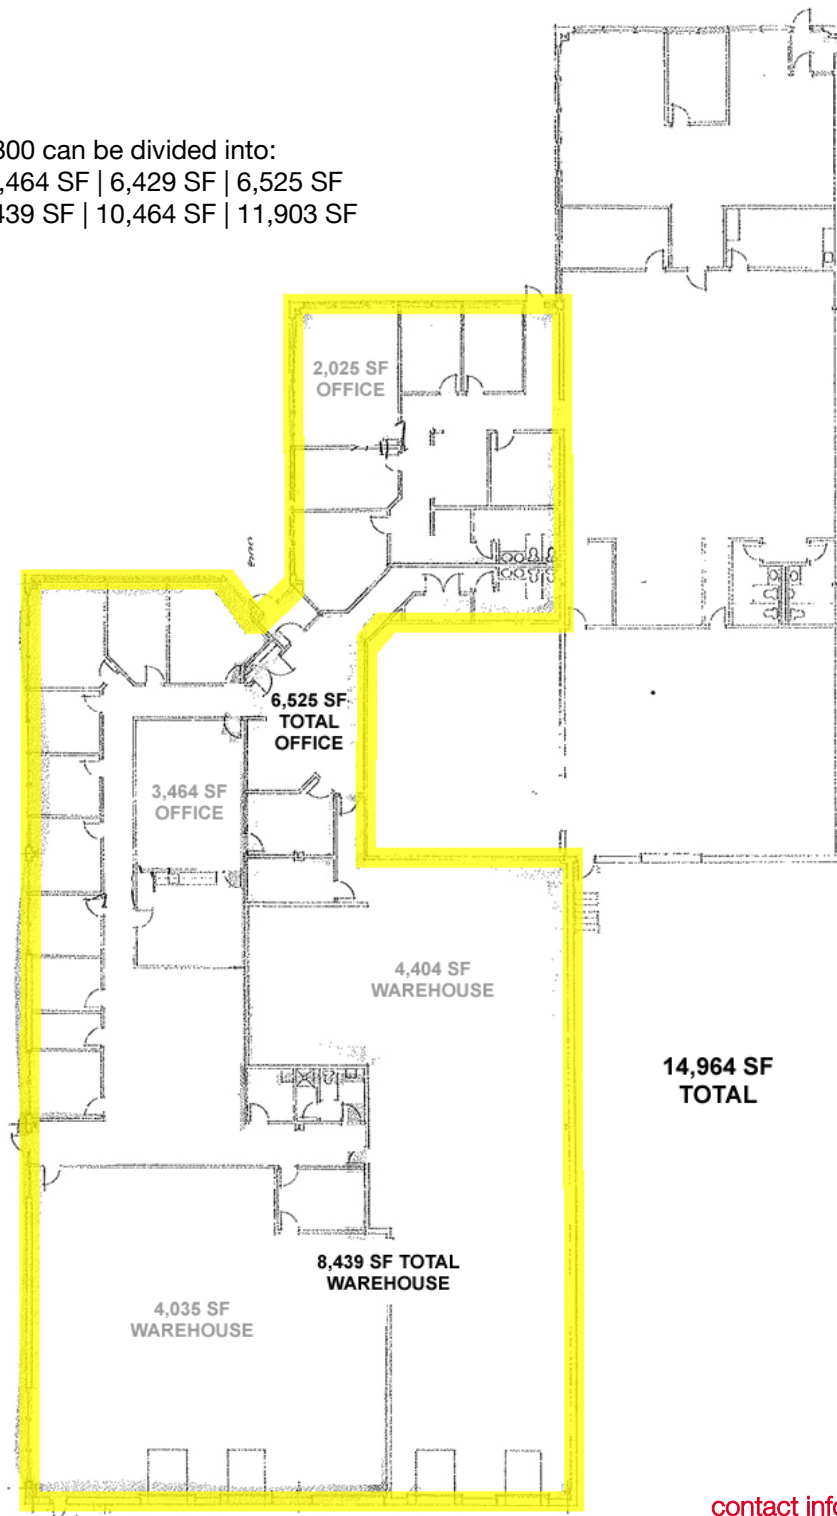 300 can be divided into:
,464 SF | 6,429 SF | 6,525 SF
439 SF | 10,464 SF | 11,903 SF
2,025 SF
OFFICE
6,525 SF
TOTAL
OFFICE
3,464 SF
OFFICE
4,404 SF
WAREHOUSE
14,964 SF
TOTAL
8,439 SF TOTAL
WAREHOUSE
4,035 SF
WAREHOUSE
contact info